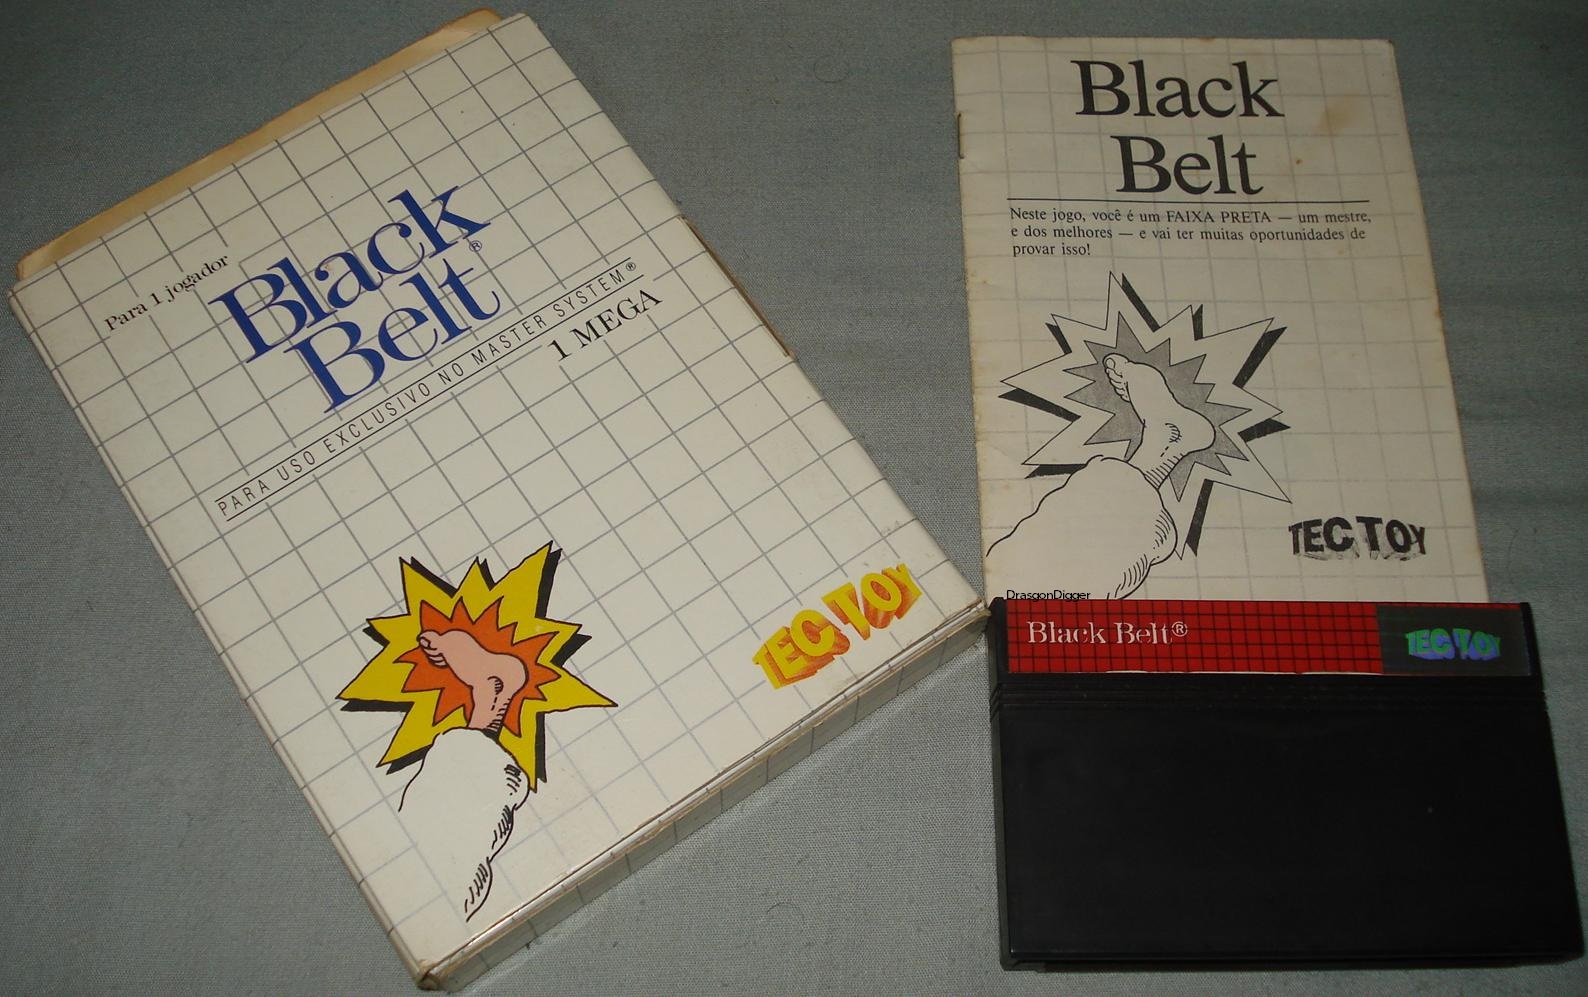 Para 1 jogador
Black
Belt®
PARA USO EXCLUSIVO NO MASTER SYSTEM®
1 MEGA
TEC TOY
Black
Belt
Neste jogo, você é um FAIXA PRETA — um mestre,
e dos melhores — e vai ter muitas oportunidades de
provar isso!
TEC TOY
DrasgonDigger
Black Belt®
TEC TOY